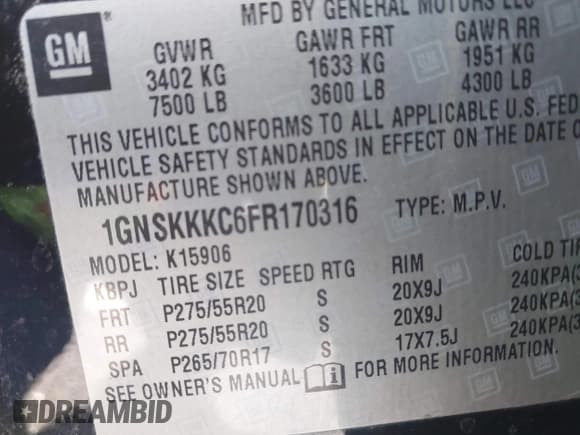 MFD BY GENERAL MOTORS LLC
GM
GVWR GAWR FRT GAWR RR
3402 KG 1633 KG 1951 KG
7500 LB 3600 LB 4300 LB
THIS VEHICLE CONFORMS TO ALL APPLICABLE U.S. FED
VEHICLE SAFETY STANDARDS IN EFFECT ON THE DATE O
MANUFACTURE SHOWN ABOVE.
1GNSKKKC6FR170316 TYPE: M.P.V.
MODEL: K15906
KBPJ TIRE SIZE SPEED RTG RIM COLD TI
FRT P275/55R20 S 20X9J 240KPA(
RR P275/55R20 S 20X9J 240KPA(
SPA P265/70R17 S 17X7.5J 240KPA(
SEE OWNER'S MANUAL FOR MORE INFORMATION.
DREAMBID